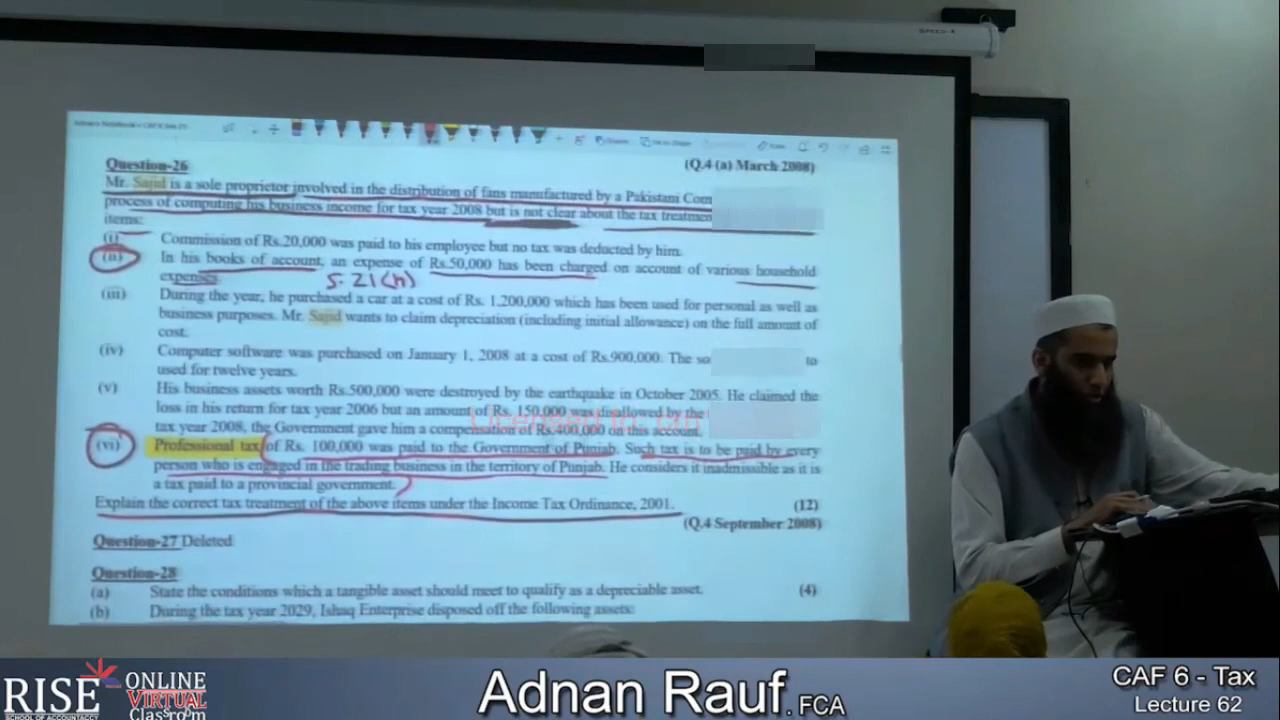 SPEED-X
Question-26 (Q.4 (a) March 2008)
Mr. Sajid is a sole proprietor involved in the distribution of fans manufactured by a Pakistani Com
process of computing his business income for tax year 2008 but is not clear about the tax treatmen
items:
(i) Commission of Rs.20,000 was paid to his employee but no tax was deducted by him.
(ii) In his books of account, an expense of Rs.50,000 has been charged on account of various household
expenses. S. 21(h)
(iii) During the year, he purchased a car at a cost of Rs. 1,200,000 which has been used for personal as well as
business purposes. Mr. Sajid wants to claim depreciation (including initial allowance) on the full amount of
cost.
(iv) Computer software was purchased on January 1, 2008 at a cost of Rs.900,000. The so to
used for twelve years.
(v) His business assets worth Rs.500,000 were destroyed by the earthquake in October 2005. He claimed the
loss in his return for tax year 2006 but an amount of Rs. 150,000 was disallowed by the
tax year 2008, the Government gave him a compensation of Rs.400,000 on this account.
(vi) Professional tax of Rs. 100,000 was paid to the Government of Punjab. Such tax is to be paid by every
person who is engaged in the trading business in the territory of Punjab. He considers it inadmissible as it is
a tax paid to a provincial government.
Explain the correct tax treatment of the above items under the Income Tax Ordinance, 2001. (12)
(Q.4 September 2008)
Question-27 Deleted
Question-28
(a) State the conditions which a tangible asset should meet to qualify as a depreciable asset. (4)
(b) During the tax year 2029, Ishaq Enterprise disposed off the following assets:
RISE ONLINE
VIRTUAL
Classroom
SCHOOL OF ACCOUNTANCY
Adnan Rauf. FCA
CAF 6 - Tax
Lecture 62